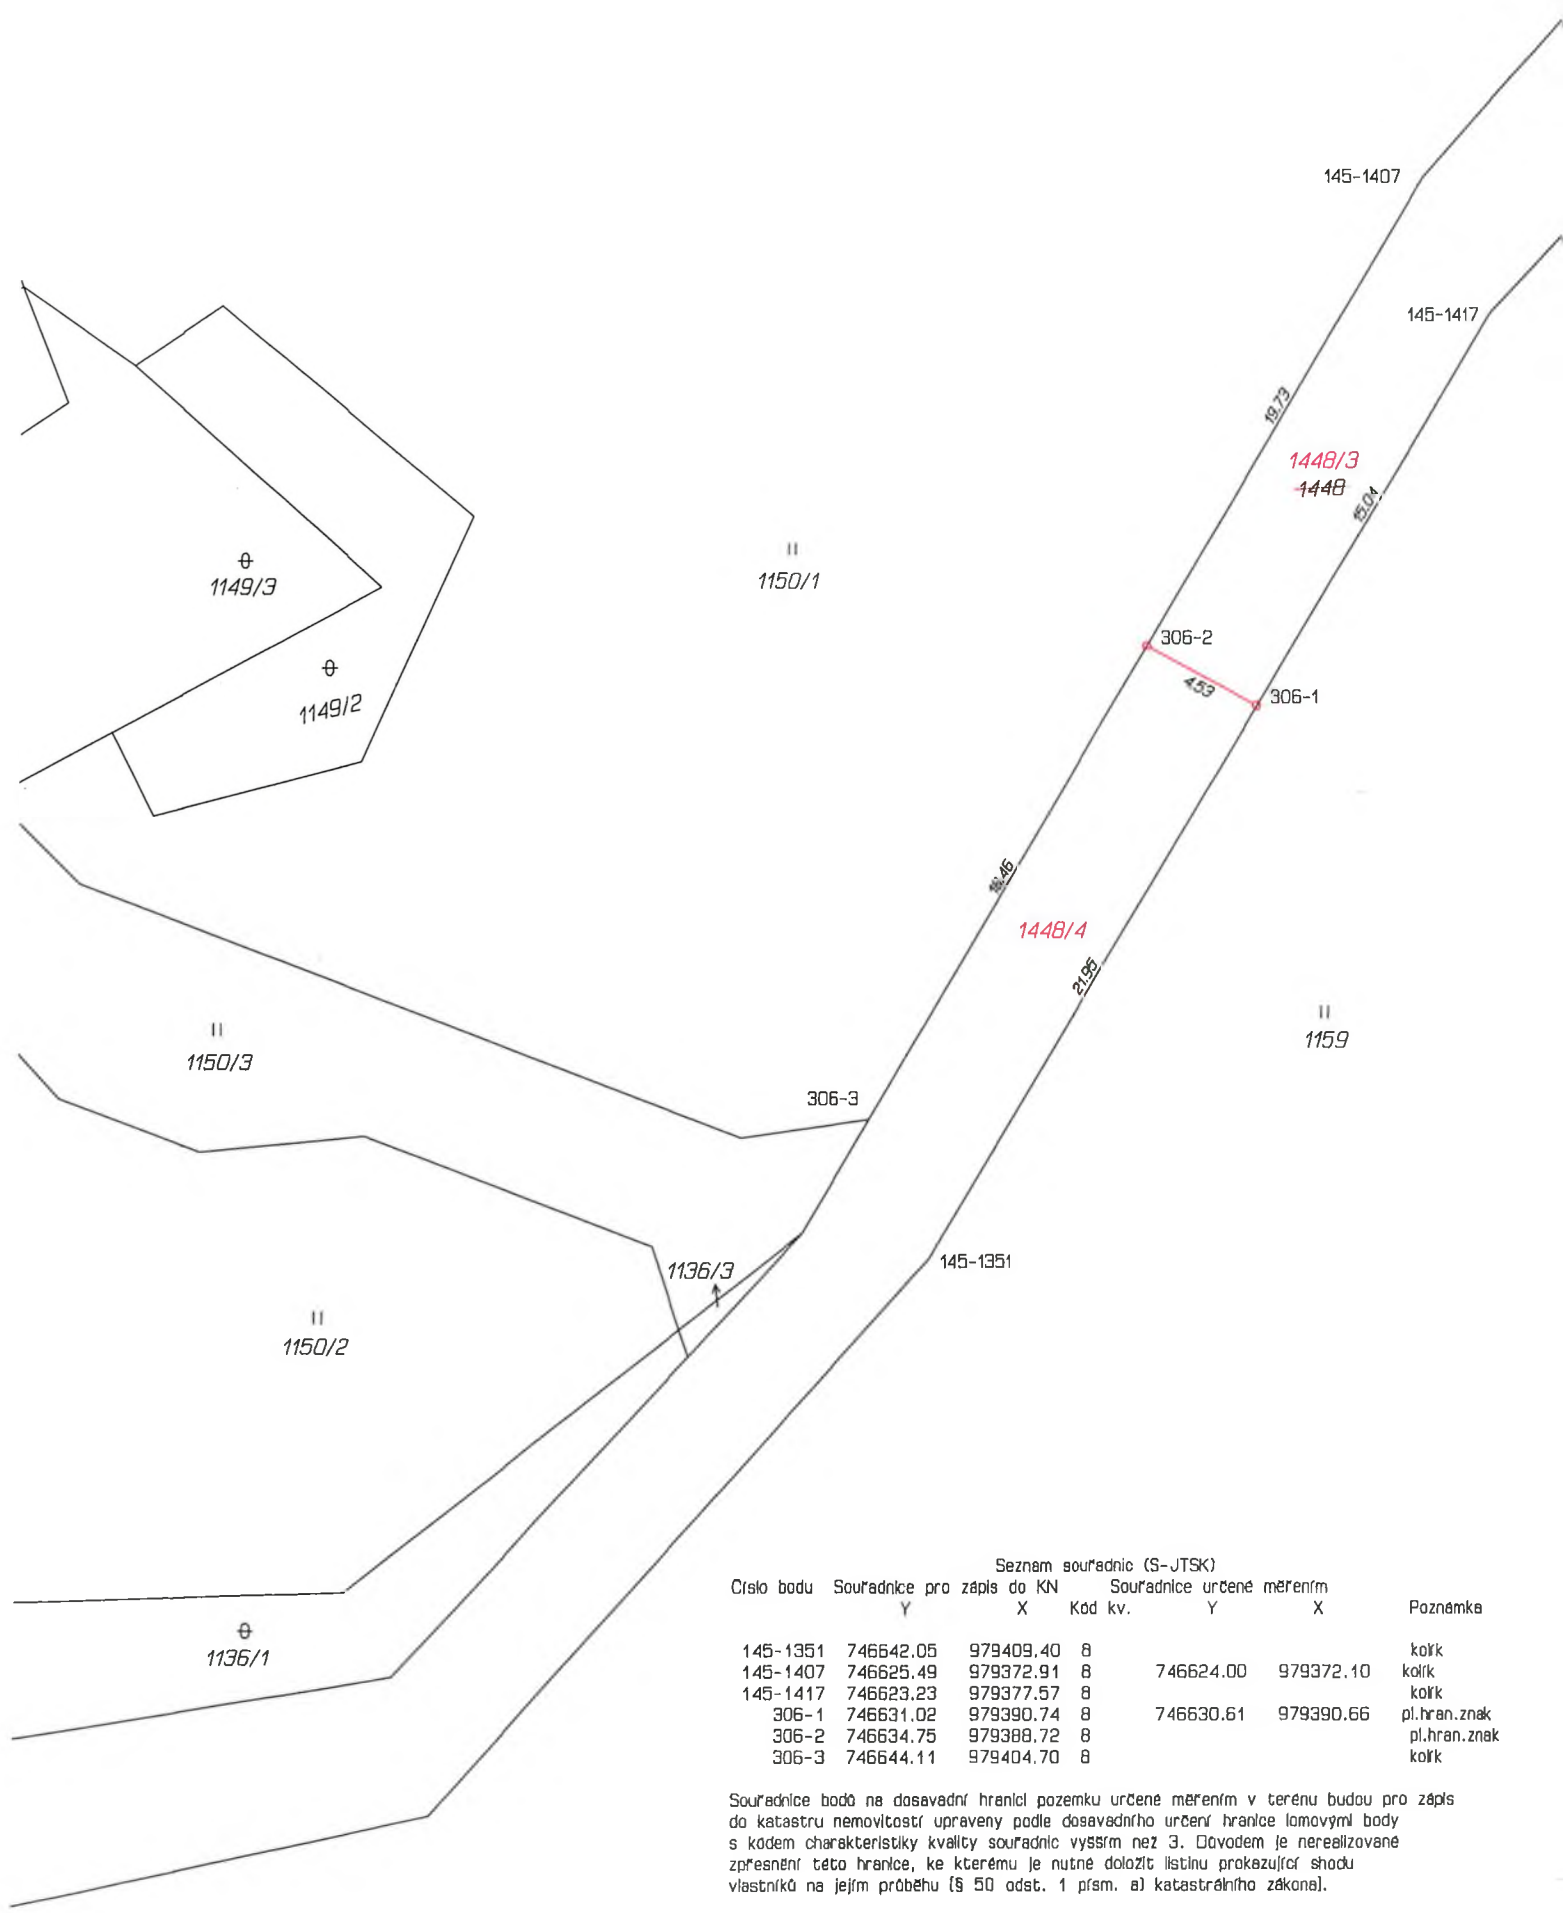 145-1407
145-1417
19.73
1448/3
1448
15.04
1149/3
1150/1
306-2
1149/2
4.53
306-1
16.46
1448/4
21.95
1159
1150/3
306-3
145-1351
1136/3
1150/2
1136/1
Seznam souřadnic (S-JTSK)
Číslo bodu Souřadnice pro zápis do KN Souřadnice určené měřením
Y X Kód kv. Y X Poznámka
145-1351 746642.05 979409.40 8 kolík
145-1407 746625.49 979372.91 8 746624.00 979372.10 kolík
145-1417 746623.23 979377.57 8 kolík
306-1 746631.02 979390.74 8 746630.61 979390.66 pl.hran.znak
306-2 746634.75 979388.72 8 pl.hran.znak
306-3 746644.11 979404.70 8 kolík
Souřadnice bodů na dosavadní hranici pozemku určené měřením v terénu budou pro zápis
do katastru nemovitostí upraveny podle dosavadního určení hranice lomovými body
s kódem charakteristiky kvality souřadnic vyšším než 3. Důvodem je nerealizované
zpřesnění této hranice, ke kterému je nutné doložit listinu prokazující shodu
vlastníků na jejím průběhu [§ 50 odst. 1 písm. a) katastrálního zákona].